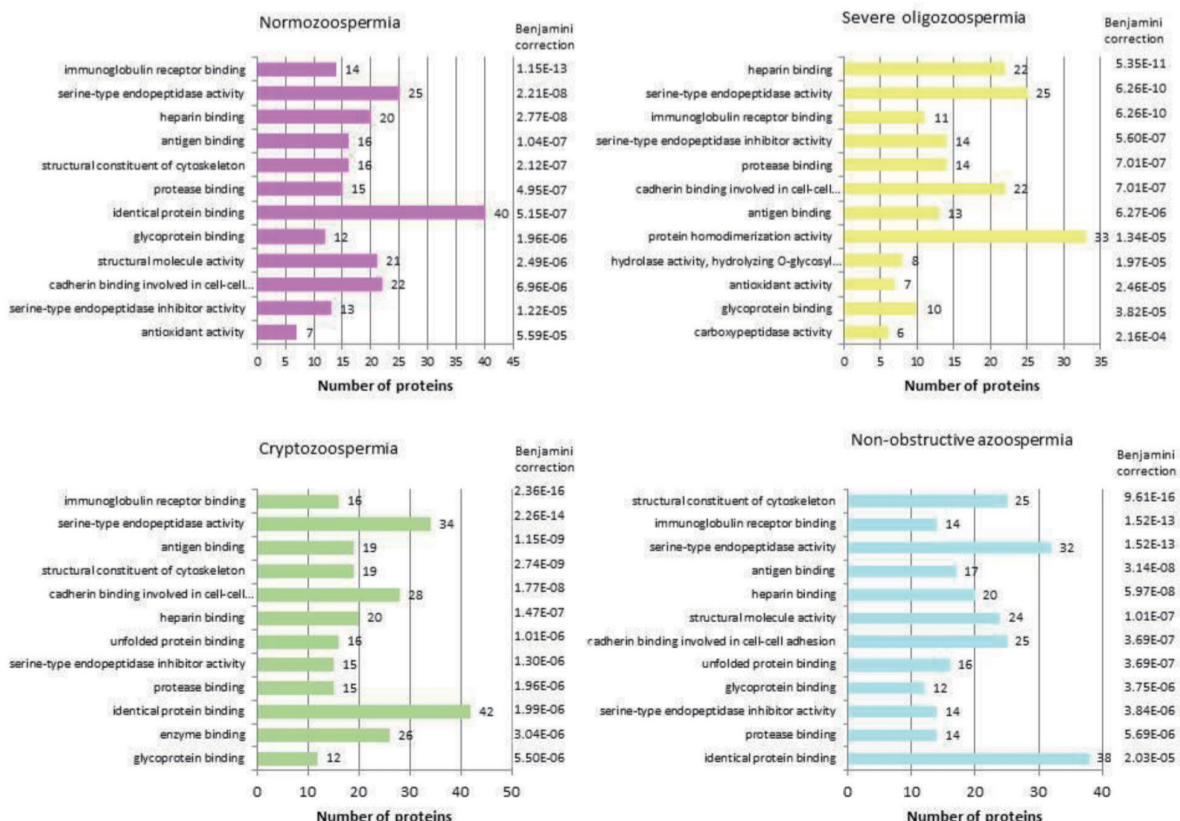 Normozoospermia
Benjamini
correction
immunoglobulin receptor binding 14 1.15E-13
serine-type endopeptidase activity 25 2.21E-08
heparin binding 20 2.77E-08
antigen binding 16 1.04E-07
structural constituent of cytoskeleton 16 2.12E-07
protease binding 15 4.95E-07
identical protein binding 40 5.15E-07
glycoprotein binding 12 1.96E-06
structural molecule activity 21 2.49E-06
cadherin binding involved in cell-cell... 22 6.96E-06
serine-type endopeptidase inhibitor activity 13 1.22E-05
antioxidant activity 7 5.59E-05
0 5 10 15 20 25 30 35 40 45
Number of proteins
Severe oligozoospermia
Benjamini
correction
heparin binding 22 5.35E-11
serine-type endopeptidase activity 25 6.26E-10
immunoglobulin receptor binding 11 6.26E-10
serine-type endopeptidase inhibitor activity 14 5.60E-07
protease binding 14 7.01E-07
cadherin binding involved in cell-cell... 22 7.01E-07
antigen binding 13 6.27E-06
protein homodimerization activity 33 1.34E-05
hydrolase activity, hydrolyzing O-glycosyl... 8 1.97E-05
antioxidant activity 7 2.46E-05
glycoprotein binding 10 3.82E-05
carboxypeptidase activity 6 2.16E-04
0 5 10 15 20 25 30 35
Number of proteins
Cryptozoospermia
Benjamini
correction
immunoglobulin receptor binding 16 2.36E-16
serine-type endopeptidase activity 34 2.26E-14
antigen binding 19 1.15E-09
structural constituent of cytoskeleton 19 2.74E-09
cadherin binding involved in cell-cell... 28 1.77E-08
heparin binding 20 1.47E-07
unfolded protein binding 16 1.01E-06
serine-type endopeptidase inhibitor activity 15 1.30E-06
protease binding 15 1.96E-06
identical protein binding 42 1.99E-06
enzyme binding 26 3.04E-06
glycoprotein binding 12 5.50E-06
0 10 20 30 40 50
Number of proteins
Non-obstructive azoospermia
Benjamini
correction
structural constituent of cytoskeleton 25 9.61E-16
immunoglobulin receptor binding 14 1.52E-13
serine-type endopeptidase activity 32 1.52E-13
antigen binding 17 3.14E-08
heparin binding 20 5.97E-08
structural molecule activity 24 1.01E-07
cadherin binding involved in cell-cell adhesion 25 3.69E-07
unfolded protein binding 16 3.69E-07
glycoprotein binding 12 3.75E-06
serine-type endopeptidase inhibitor activity 14 3.84E-06
protease binding 14 5.69E-06
identical protein binding 38 2.03E-05
0 10 20 30 40
Number of proteins